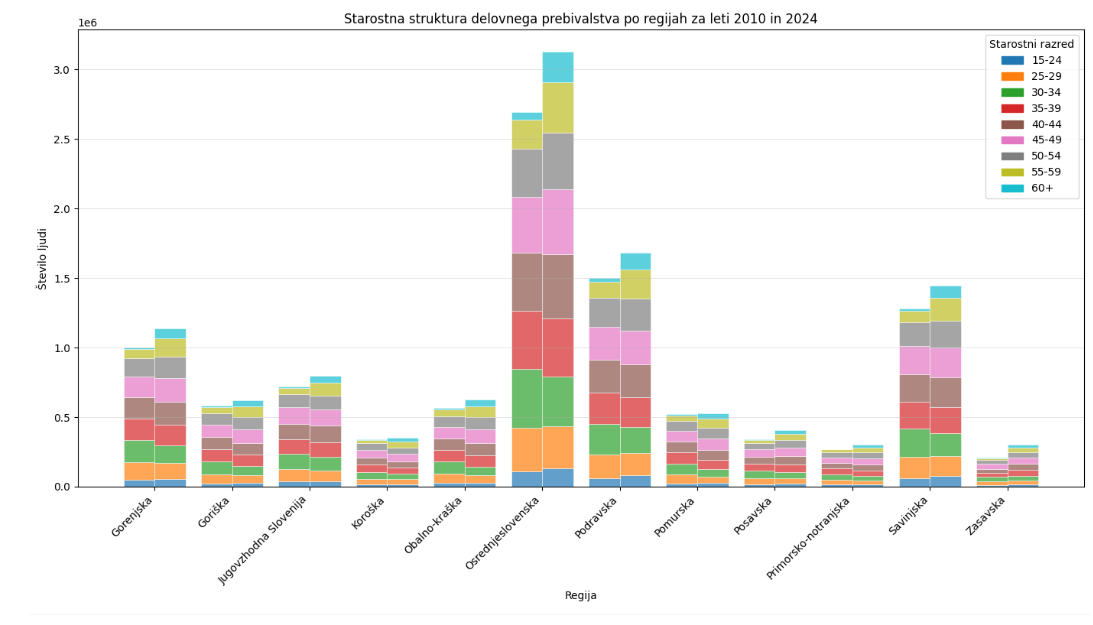 Starostna struktura delovnega prebivalstva po regijah za leti 2010 in 2024
1e6
3.0
2.5
2.0
1.5
1.0
0.5
0.0
Število ljudi
Starostni razred
15-24
25-29
30-34
35-39
40-44
45-49
50-54
55-59
60+
Gorenjska
Goriška
Jugovzhodna Slovenija
Koroška
Obalno-kraška
Osrednjeslovenska
Podravska
Pomurska
Posavska
Primorsko-notranjska
Savinjska
Zasavska
Regija